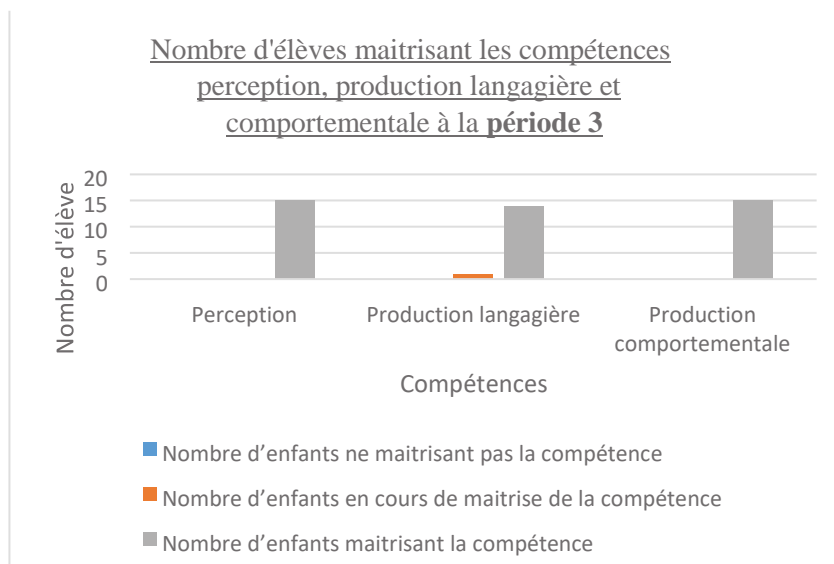 Nombre d'élèves maitrisant les compétences
perception, production langagière et
comportementale à la période 3
Nombre d'élève
20
15
10
5
0
Perception
Production langagière
Production
comportementale
Compétences
Nombre d’enfants ne maitrisant pas la compétence
Nombre d’enfants en cours de maitrise de la compétence
Nombre d’enfants maitrisant la compétence